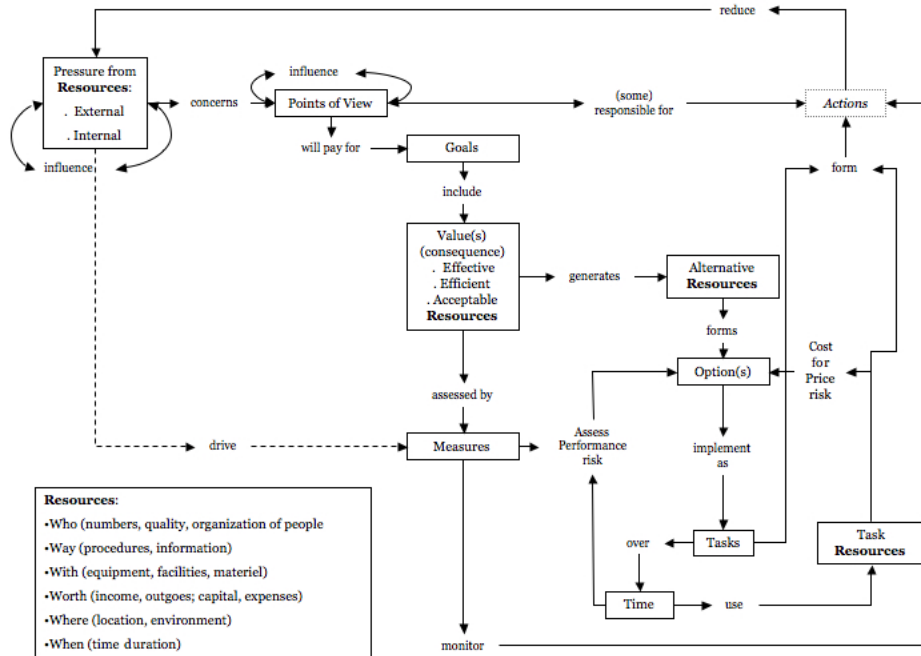 reduce
Pressure from
Resources:
. External
. Internal
influence
concerns
influence
Points of View
(some)
responsible for
Actions
will pay for
Goals
form
include
Value(s)
(consequence)
. Effective
. Efficient
. Acceptable
Resources
generates
Alternative
Resources
forms
Option(s)
Cost
for
Price
risk
assessed by
Assess
Performance
risk
implement
as
drive
Measures
over
Tasks
Task
Resources
Time
use
monitor
Resources:
•Who (numbers, quality, organization of people
•Way (procedures, information)
•With (equipment, facilities, materiel)
•Worth (income, outgoes; capital, expenses)
•Where (location, environment)
•When (time duration)